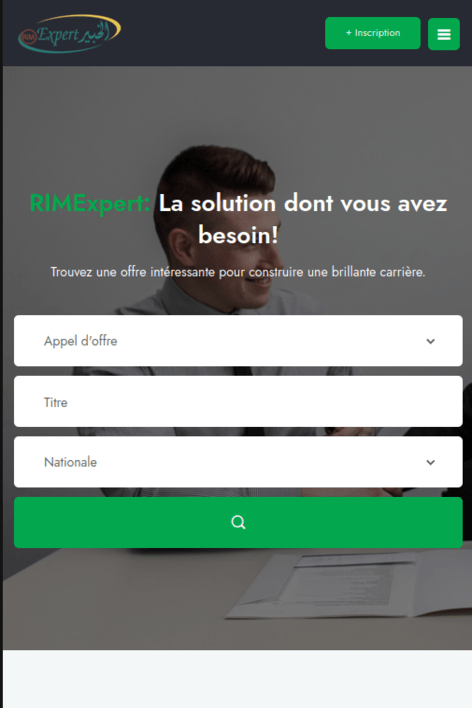 RIM Expert الخبير
+ Inscription
RIMExpert: La solution dont vous avez
besoin!
Trouvez une offre intéressante pour construire une brillante carrière.
Appel d'offre
Titre
Nationale